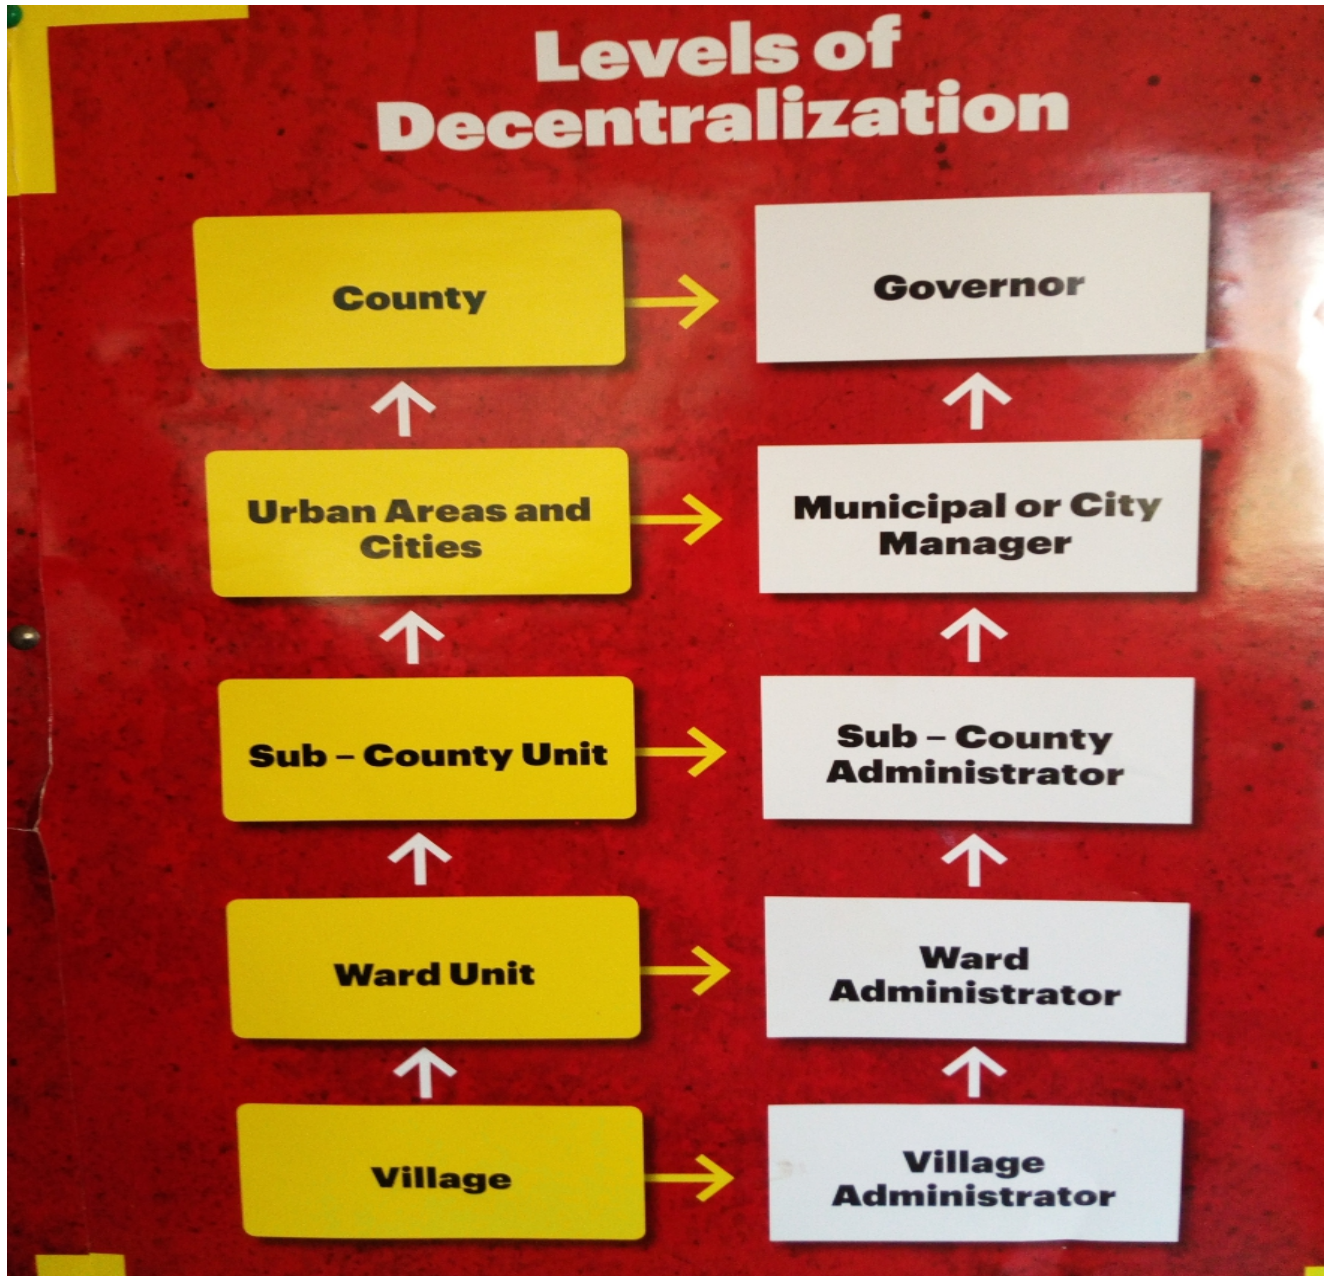 Levels of
Decentralization
County
Governor
Urban Areas and
Cities
Municipal or City
Manager
Sub – County Unit
Sub – County
Administrator
Ward Unit
Ward
Administrator
Village
Village
Administrator